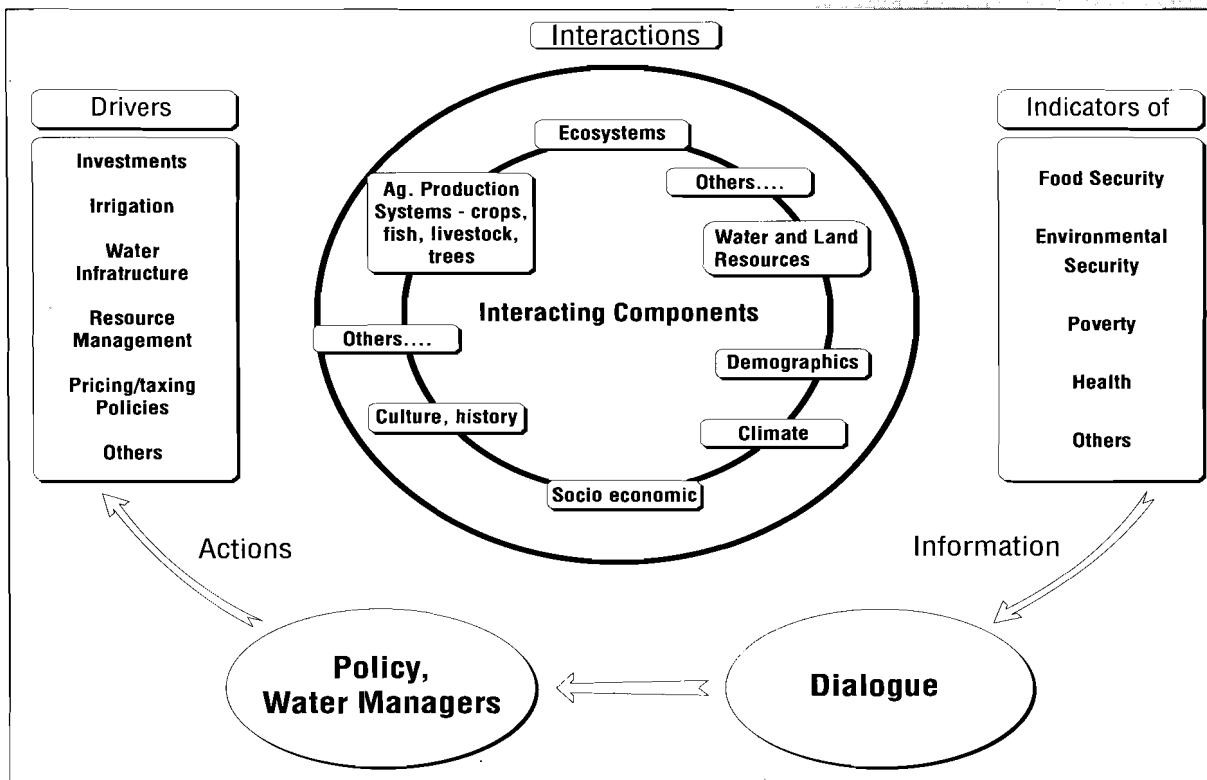 Interactions
Drivers
Investments
Irrigation
Water
Infratructure
Resource
Management
Pricing/taxing
Policies
Others
Ecosystems
Others....
Ag. Production
Systems - crops,
fish, livestock,
trees
Water and Land
Resources
Interacting Components
Others....
Demographics
Culture, history
Climate
Socio economic
Indicators of
Food Security
Environmental
Security
Poverty
Health
Others
Actions
Information
Policy,
Water Managers
Dialogue